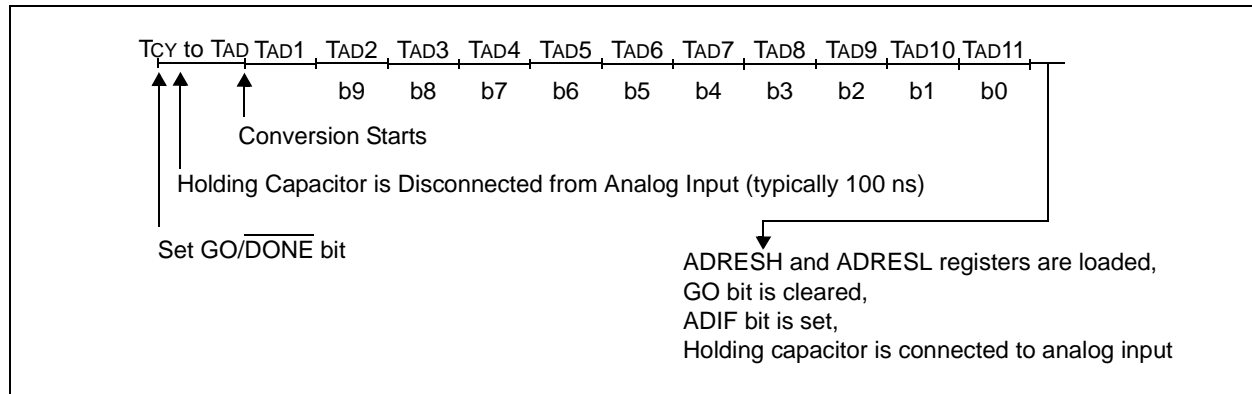 TCY to TAD TAD1 TAD2 TAD3 TAD4 TAD5 TAD6 TAD7 TAD8 TAD9 TAD10 TAD11
b9 b8 b7 b6 b5 b4 b3 b2 b1 b0
Conversion Starts
Holding Capacitor is Disconnected from Analog Input (typically 100 ns)
Set GO/DONE bit
ADRESH and ADRESL registers are loaded,
GO bit is cleared,
ADIF bit is set,
Holding capacitor is connected to analog input